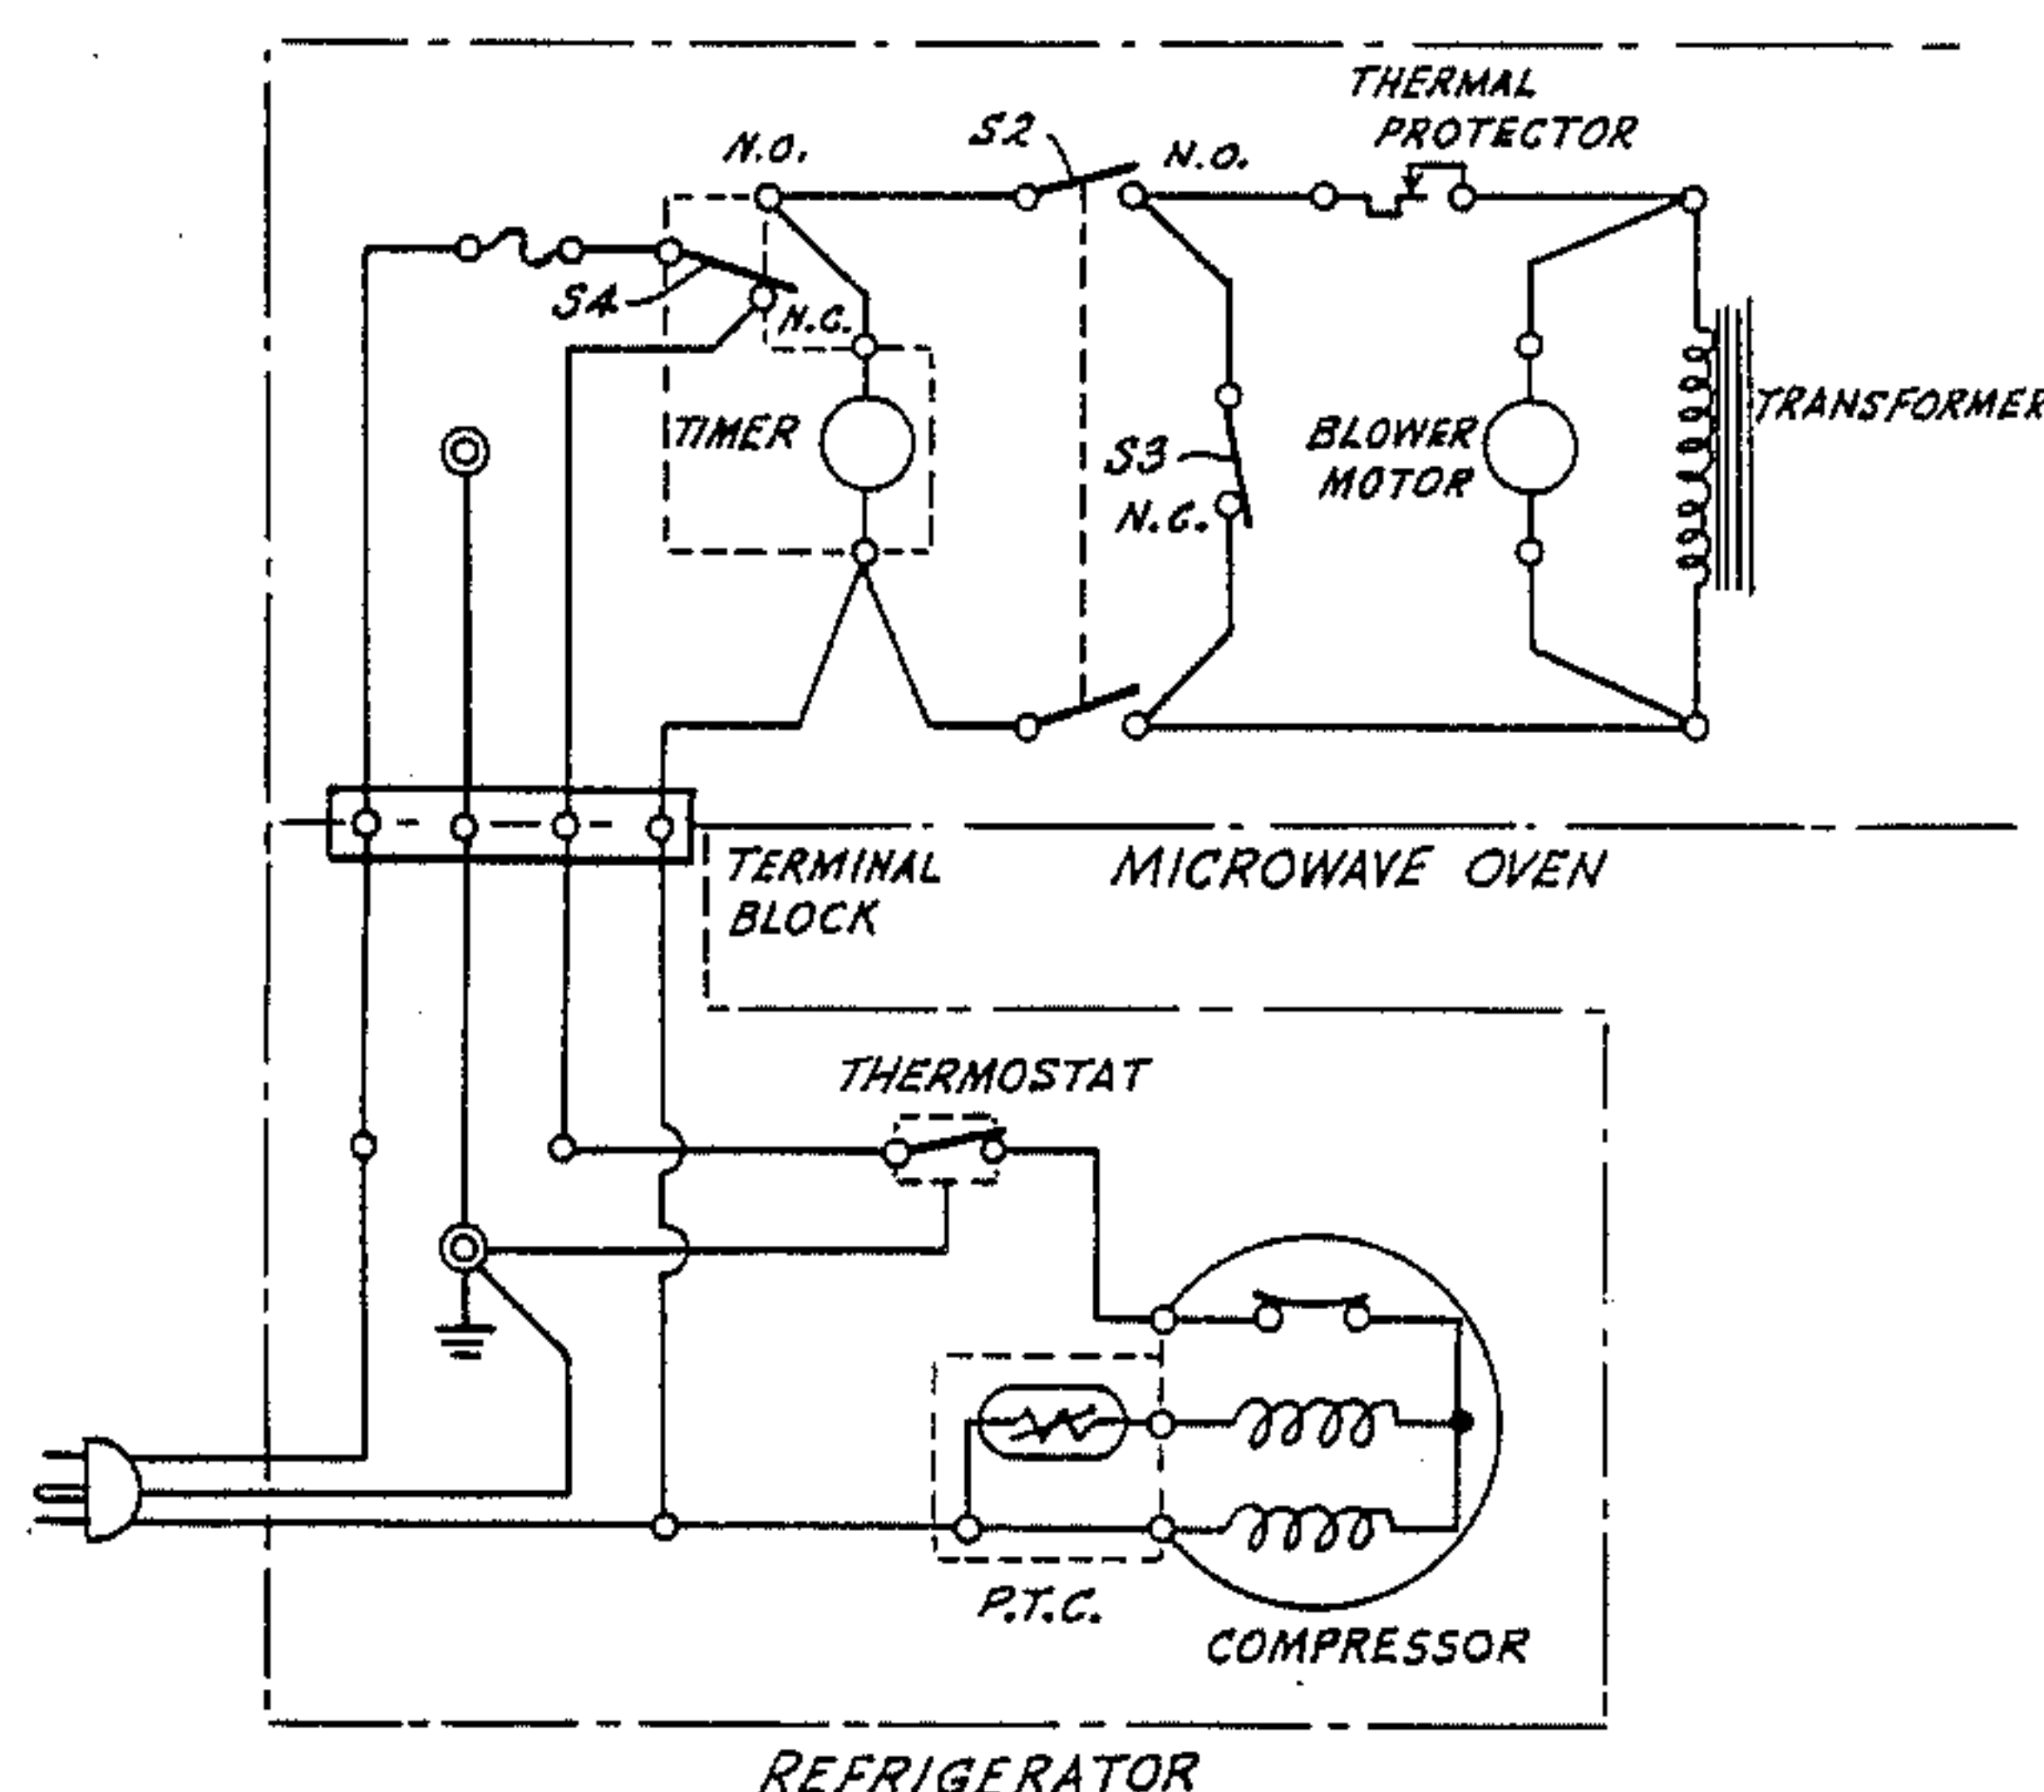 THERMAL
PROTECTOR
N.O.
S2
N.O.
S4
N.C.
TIMER
S3
N.C.
BLOWER
MOTOR
TRANSFORMER
TERMINAL
BLOCK
MICROWAVE OVEN
THERMOSTAT
P.T.C.
COMPRESSOR
REFRIGERATOR